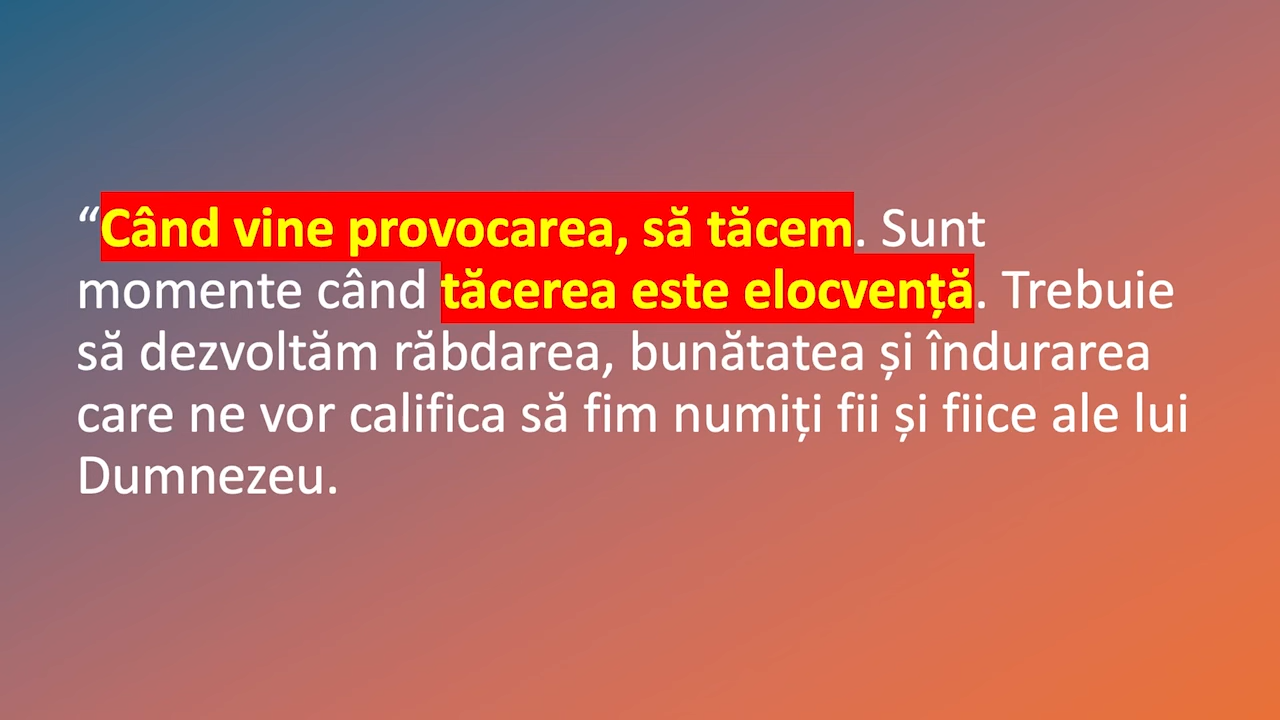 “Când vine provocarea, să tăcem. Sunt
momente când tăcerea este elocvență. Trebuie
să dezvoltăm răbdarea, bunătatea și îndurarea
care ne vor califica să fim numiți fii și fiice ale lui
Dumnezeu.